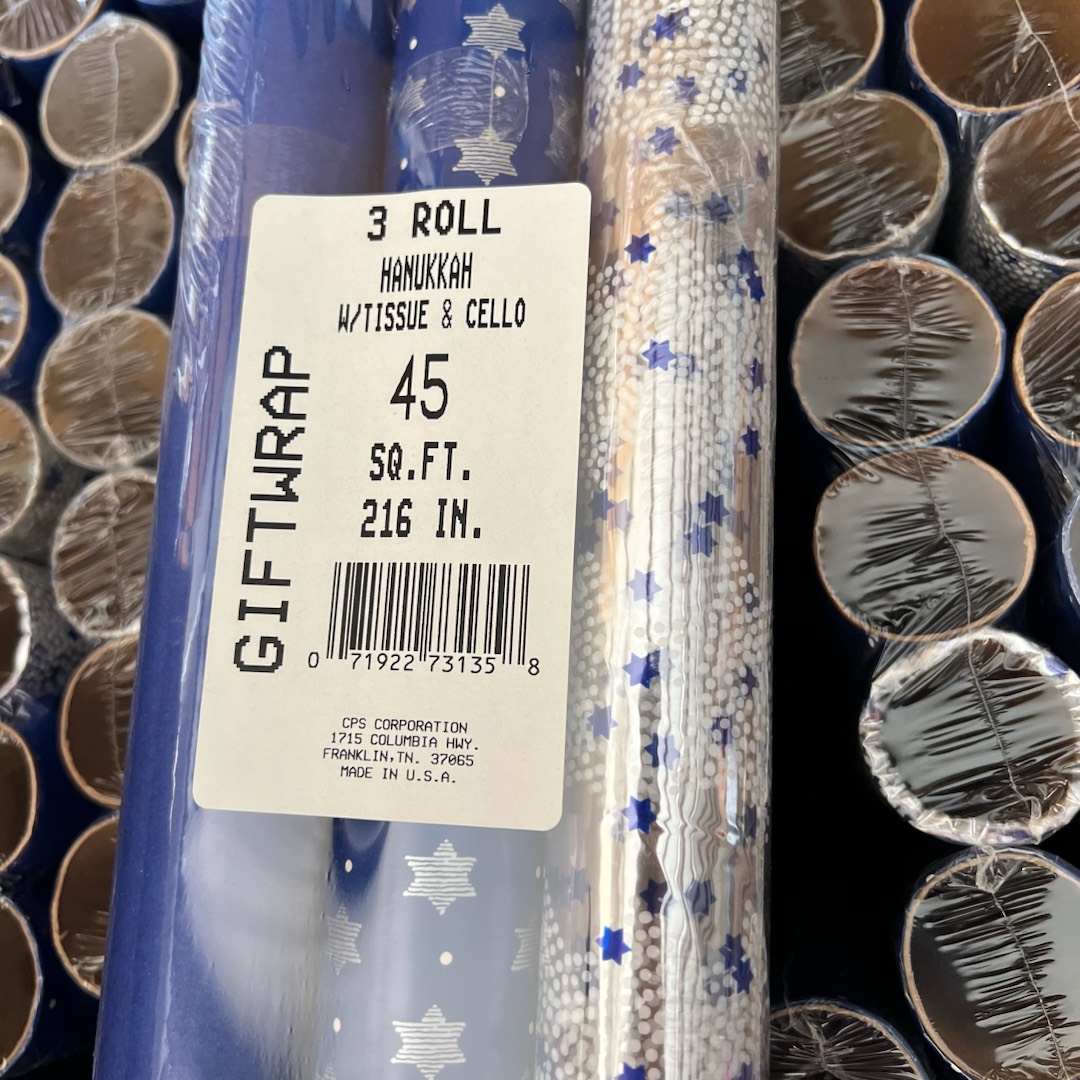 3 ROLL
HANUKKAH
W/TISSUE & CELLO
45
SQ.FT.
216 IN.
GIFTWRAP
0 71922 73135 8
CPS CORPORATION
1715 COLUMBIA HWY.
FRANKLIN,TN. 37065
MADE IN U.S.A.